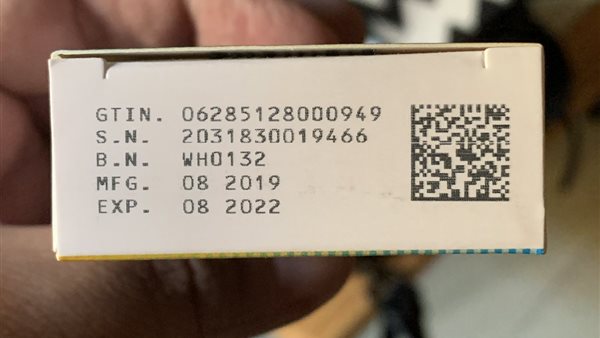 GTIN. 06285128000949
S.N. 2031830019466
B.N. WH0132
MFG. 08 2019
EXP. 08 2022